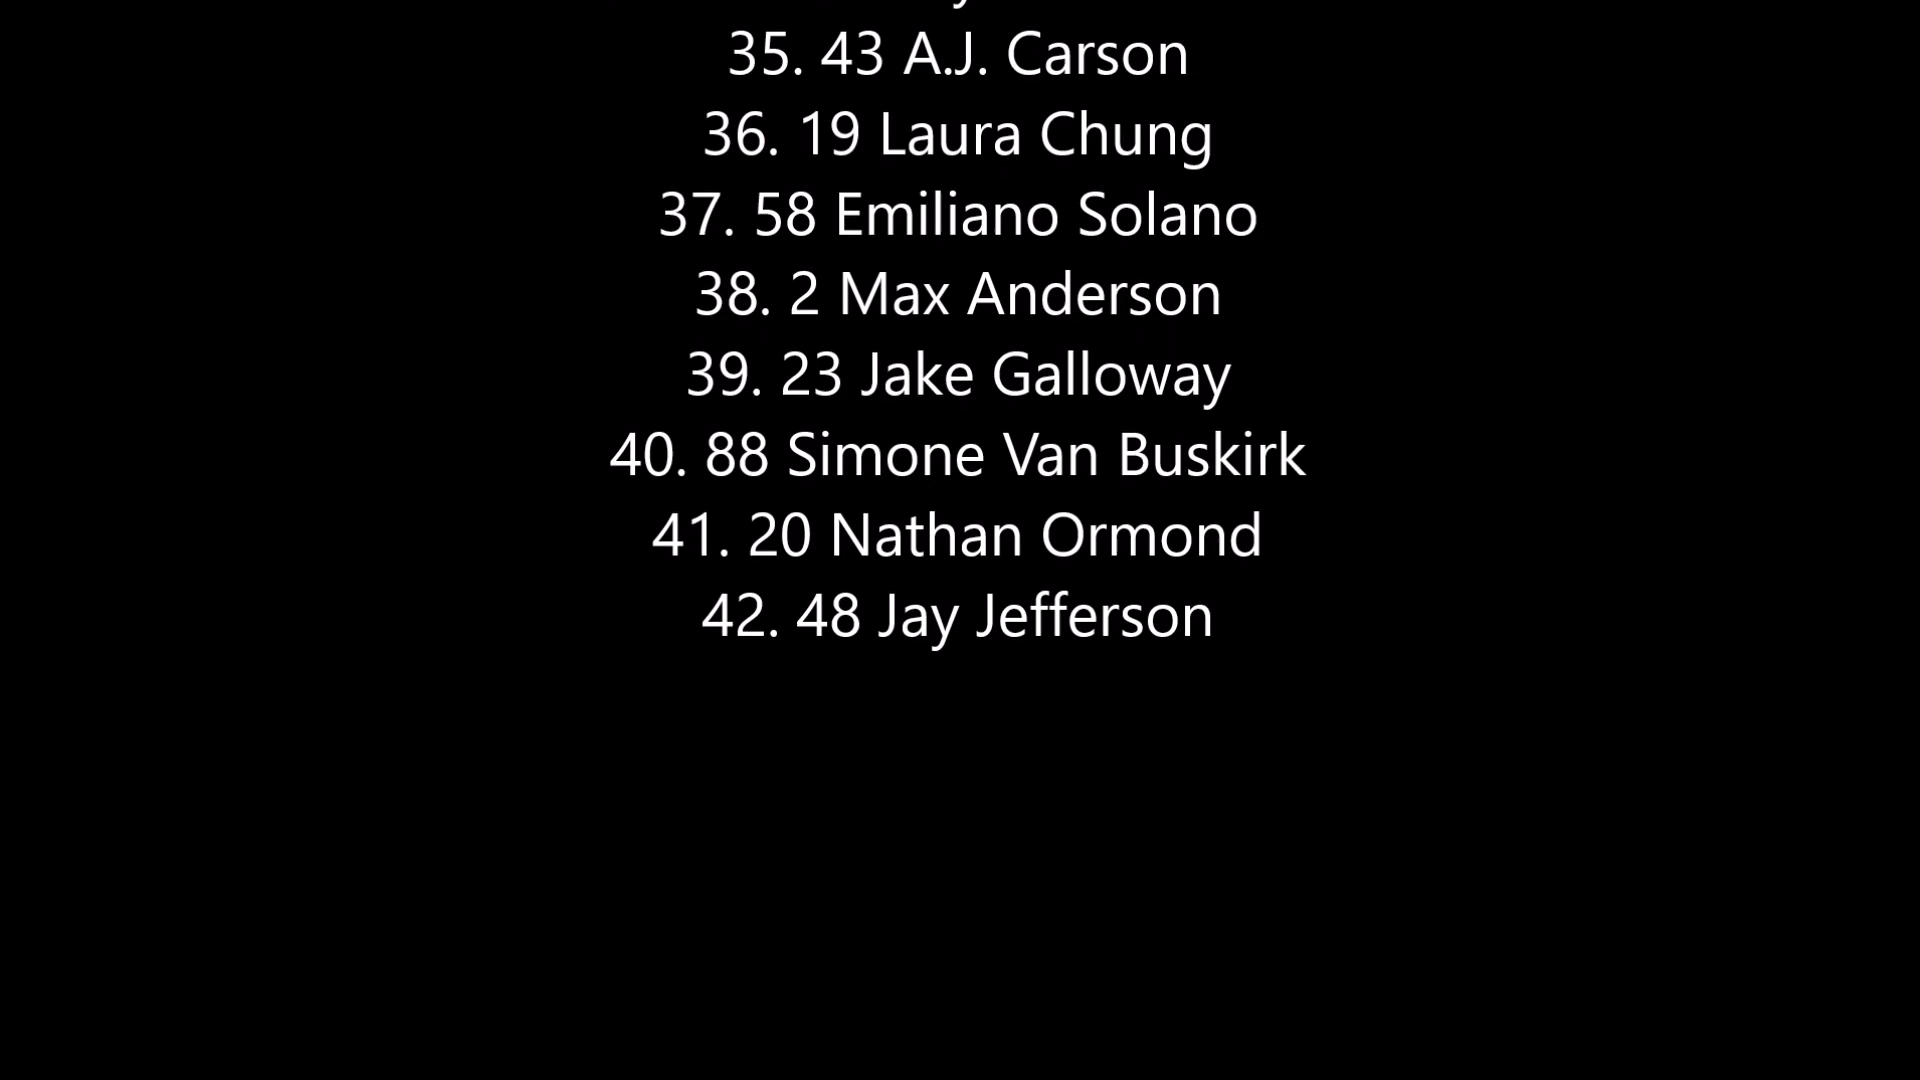 35. 43 A.J. Carson
36. 19 Laura Chung
37. 58 Emiliano Solano
38. 2 Max Anderson
39. 23 Jake Galloway
40. 88 Simone Van Buskirk
41. 20 Nathan Ormond
42. 48 Jay Jefferson